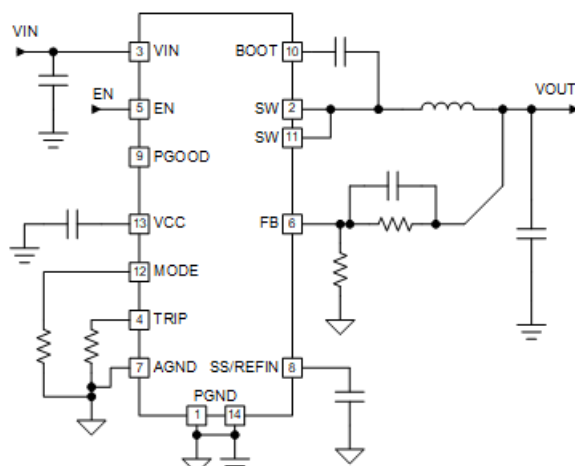 VIN
3 VIN
BOOT 10
EN
5 EN
SW 2
VOUT
SW 11
9 PGOOD
13 VCC
FB 6
12 MODE
4 TRIP
7 AGND
SS/REFIN 8
PGND
1 14